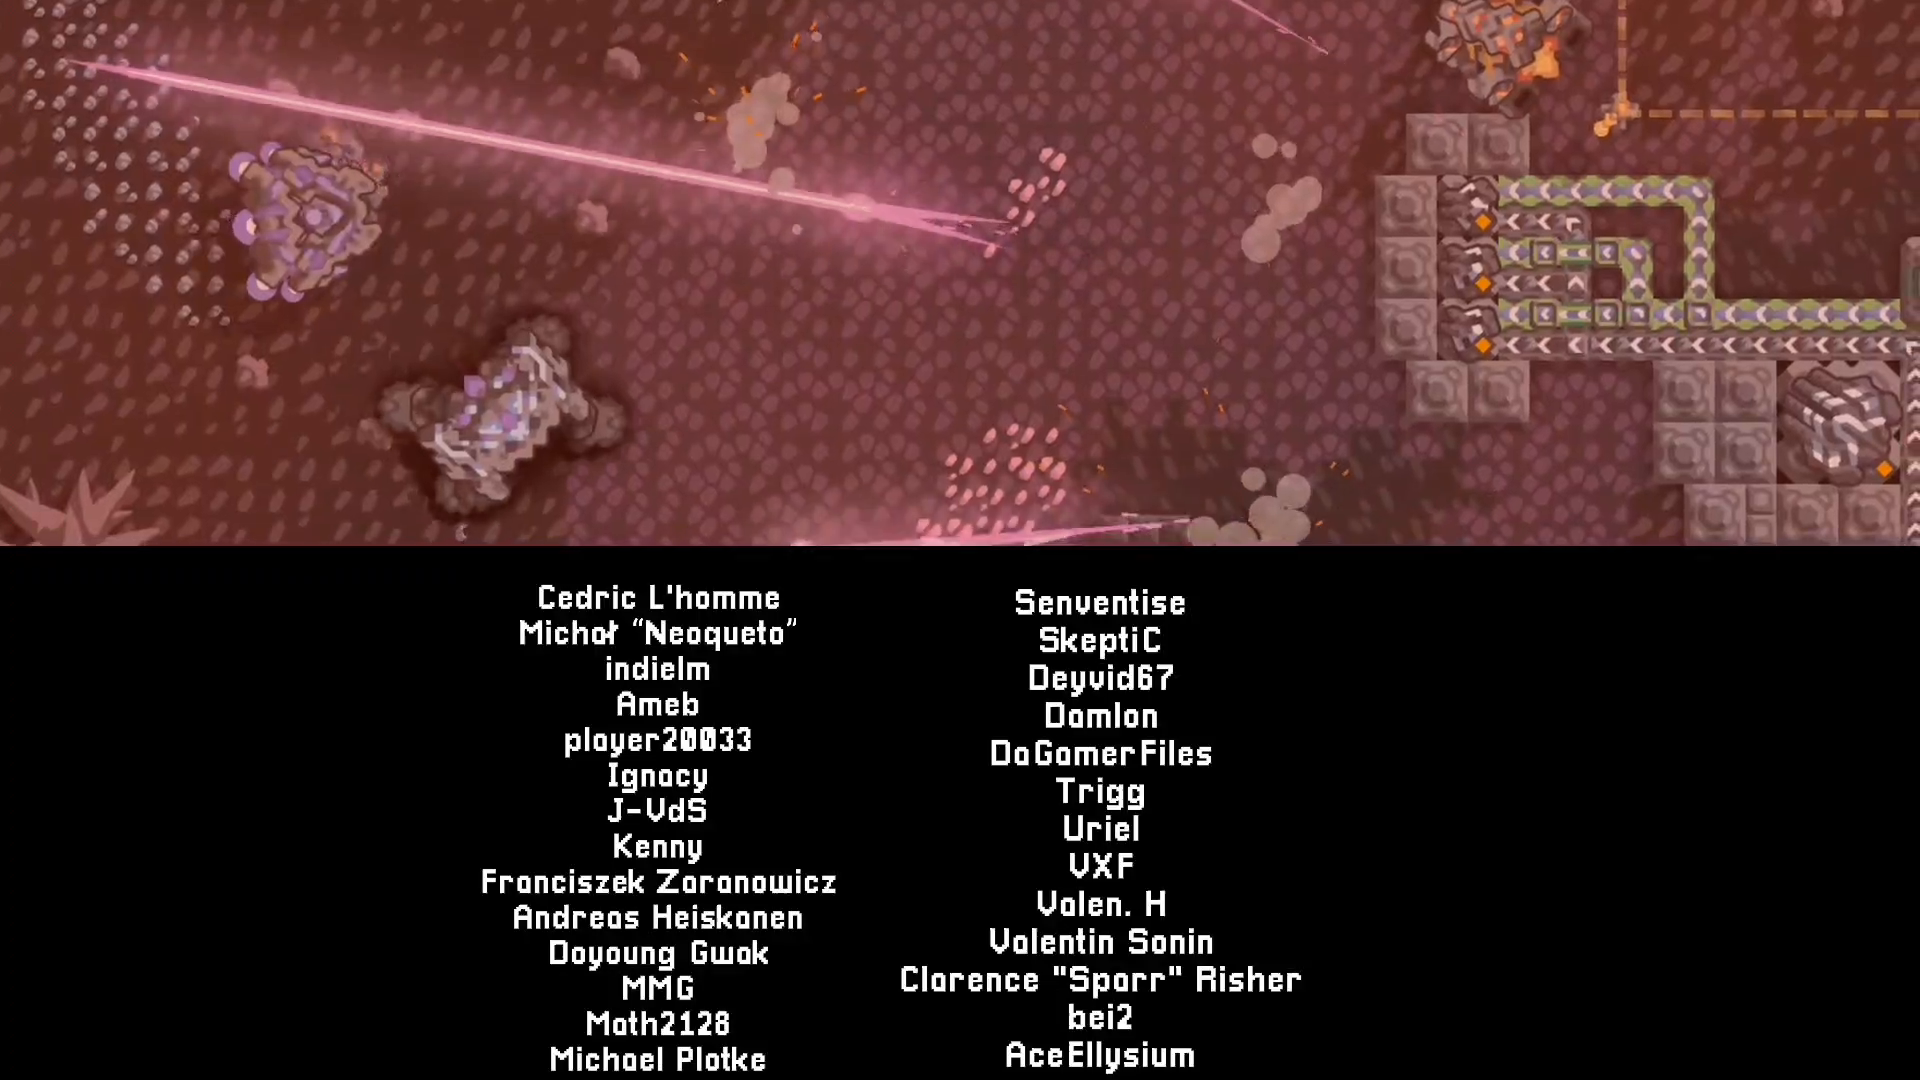 Cedric L'homme
Michał “Neoqueto”
indielm
Ameb
player20033
Ignacy
J-VdS
Kenny
Franciszek Zaranowicz
Andreas Heiskanen
Doyoung Gwak
MMG
Math2128
Michael Plotke
Senventise
SkeptiC
Deyvid67
Damlon
DaGamerFiles
Trigg
Uriel
VXF
Valen. H
Valentin Sonin
Clarence "Sparr" Risher
bei2
AceEllysium